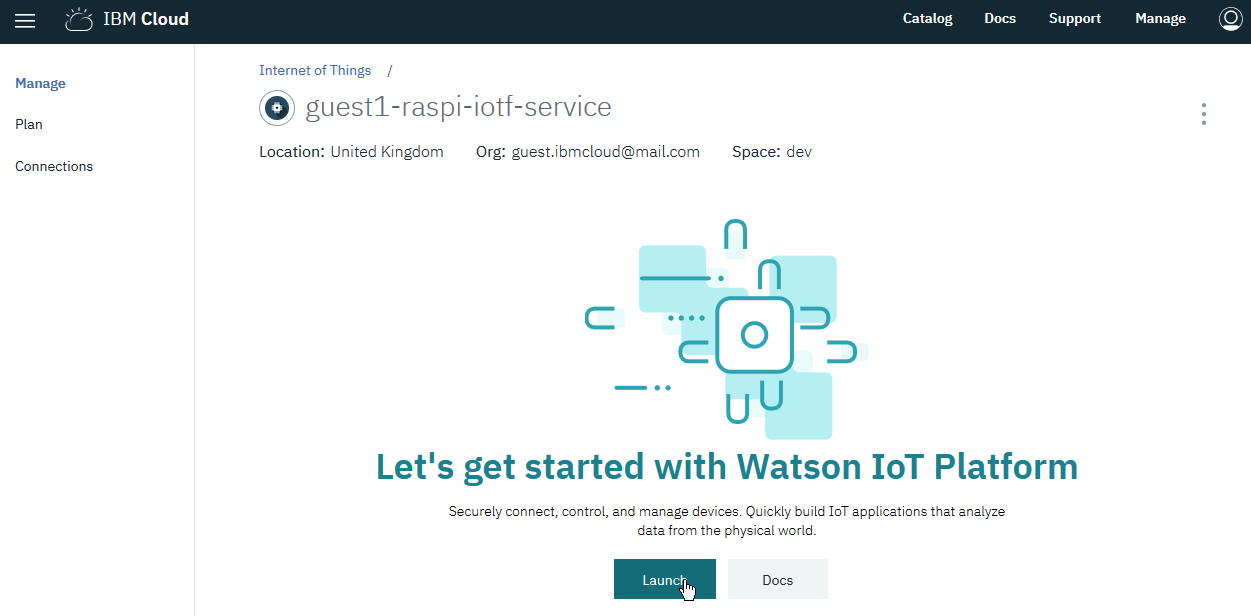 IBM Cloud
Catalog Docs Support Manage
Manage
Plan
Connections
Internet of Things /
guest1-raspi-iotf-service
Location: United Kingdom Org: guest.ibmcloud@mail.com Space: dev
Let's get started with Watson IoT Platform
Securely connect, control, and manage devices. Quickly build IoT applications that analyze
data from the physical world.
Launch Docs